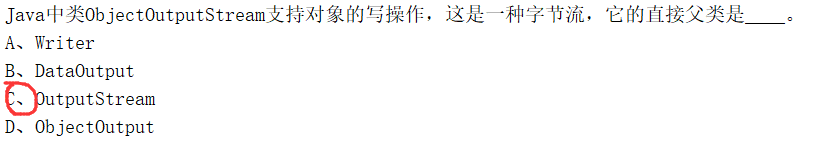 Java中类ObjectOutputStream支持对象的写操作，这是一种字节流，它的直接父类是____。
A、Writer
B、DataOutput
C、OutputStream
D、ObjectOutput